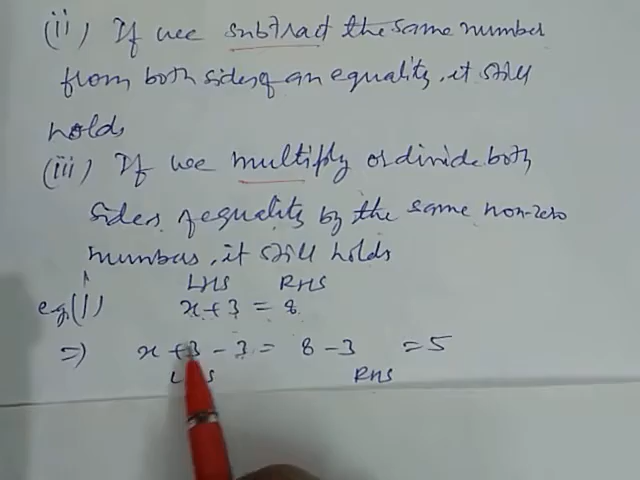 (ii) If we subtract the same number
from both sides of an equality, it still
holds
(iii) If we multiply or divide both
sides of equality by the same non-zero
numbers, it still holds
LHS RHS
eg(1) x+3 = 8
=> x+3-3 = 8-3 =5
LHS RHS